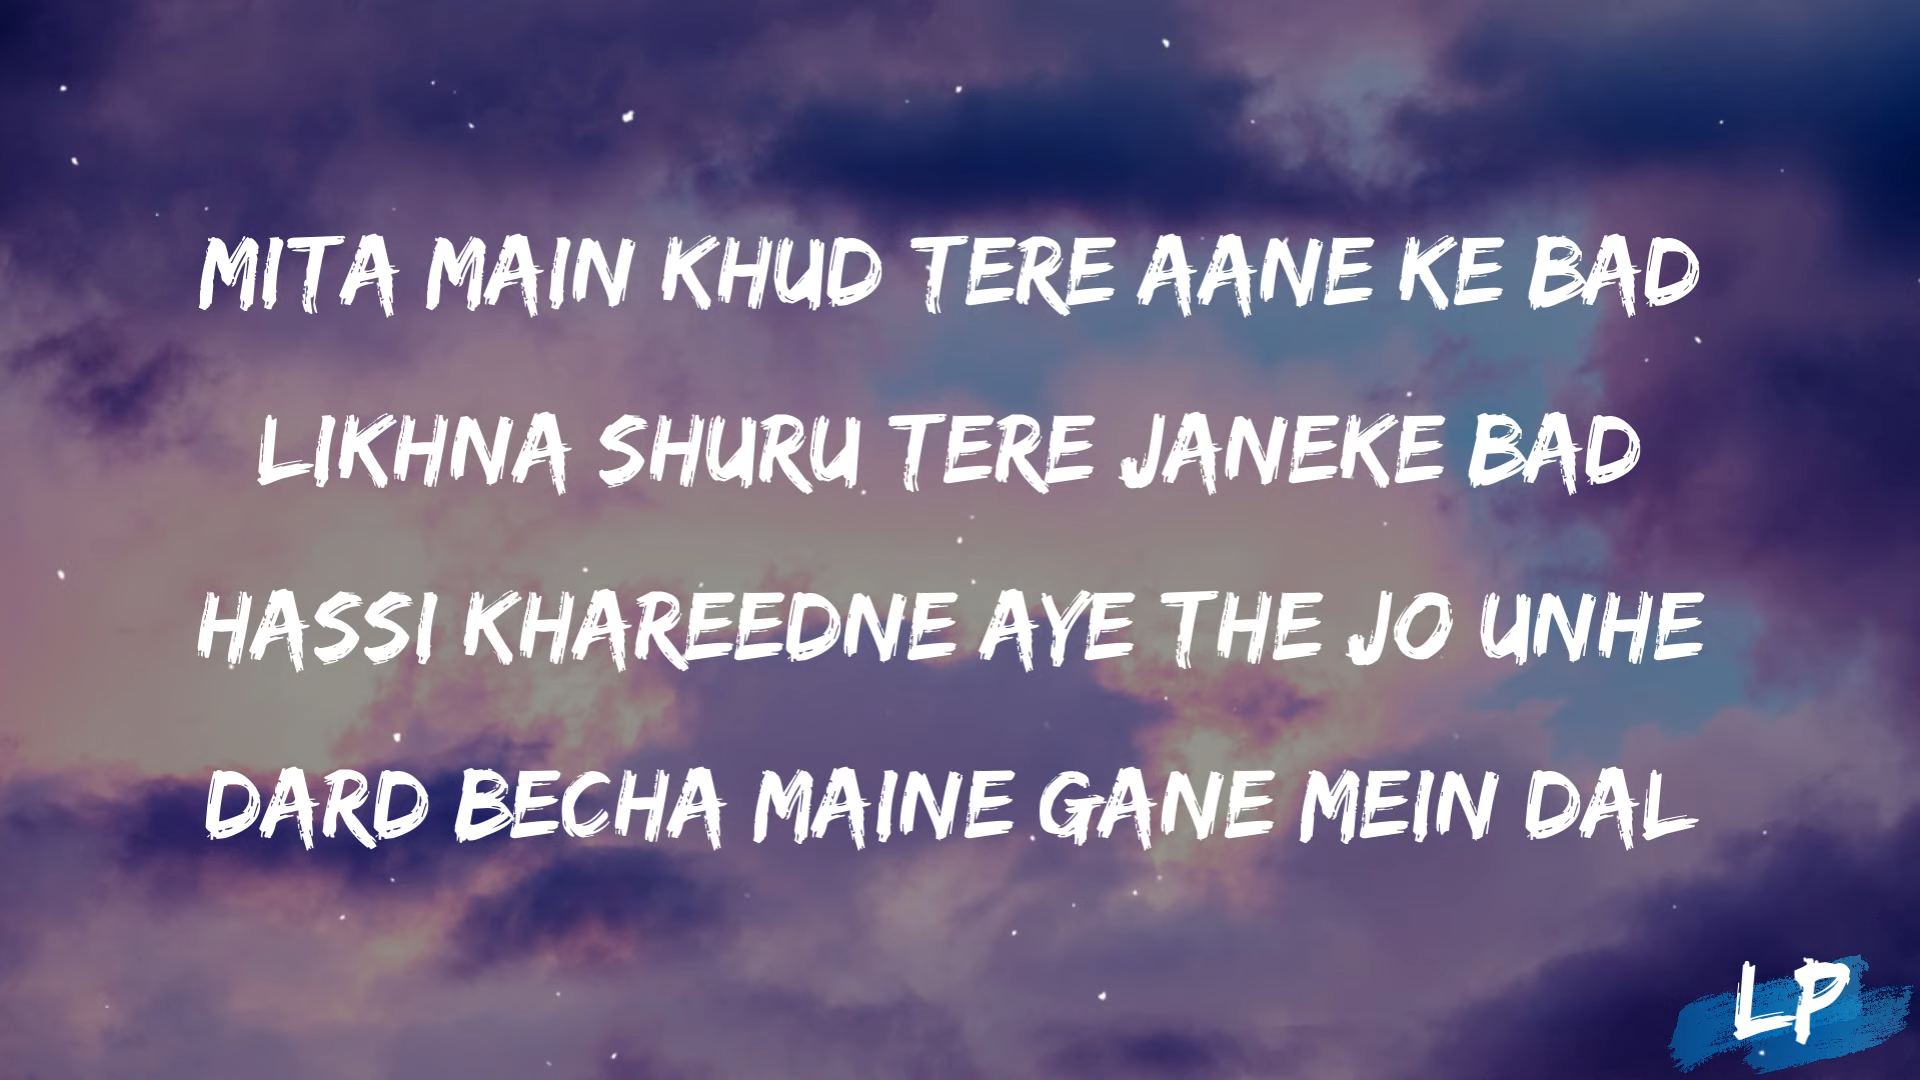 MITA MAIN KHUD TERE AANE KE BAD
LIKHNA SHURU TERE JANEKE BAD
HASSI KHAREEDNE AYE THE JO UNHE
DARD BECHA MAINE GANE MEIN DAL
LP